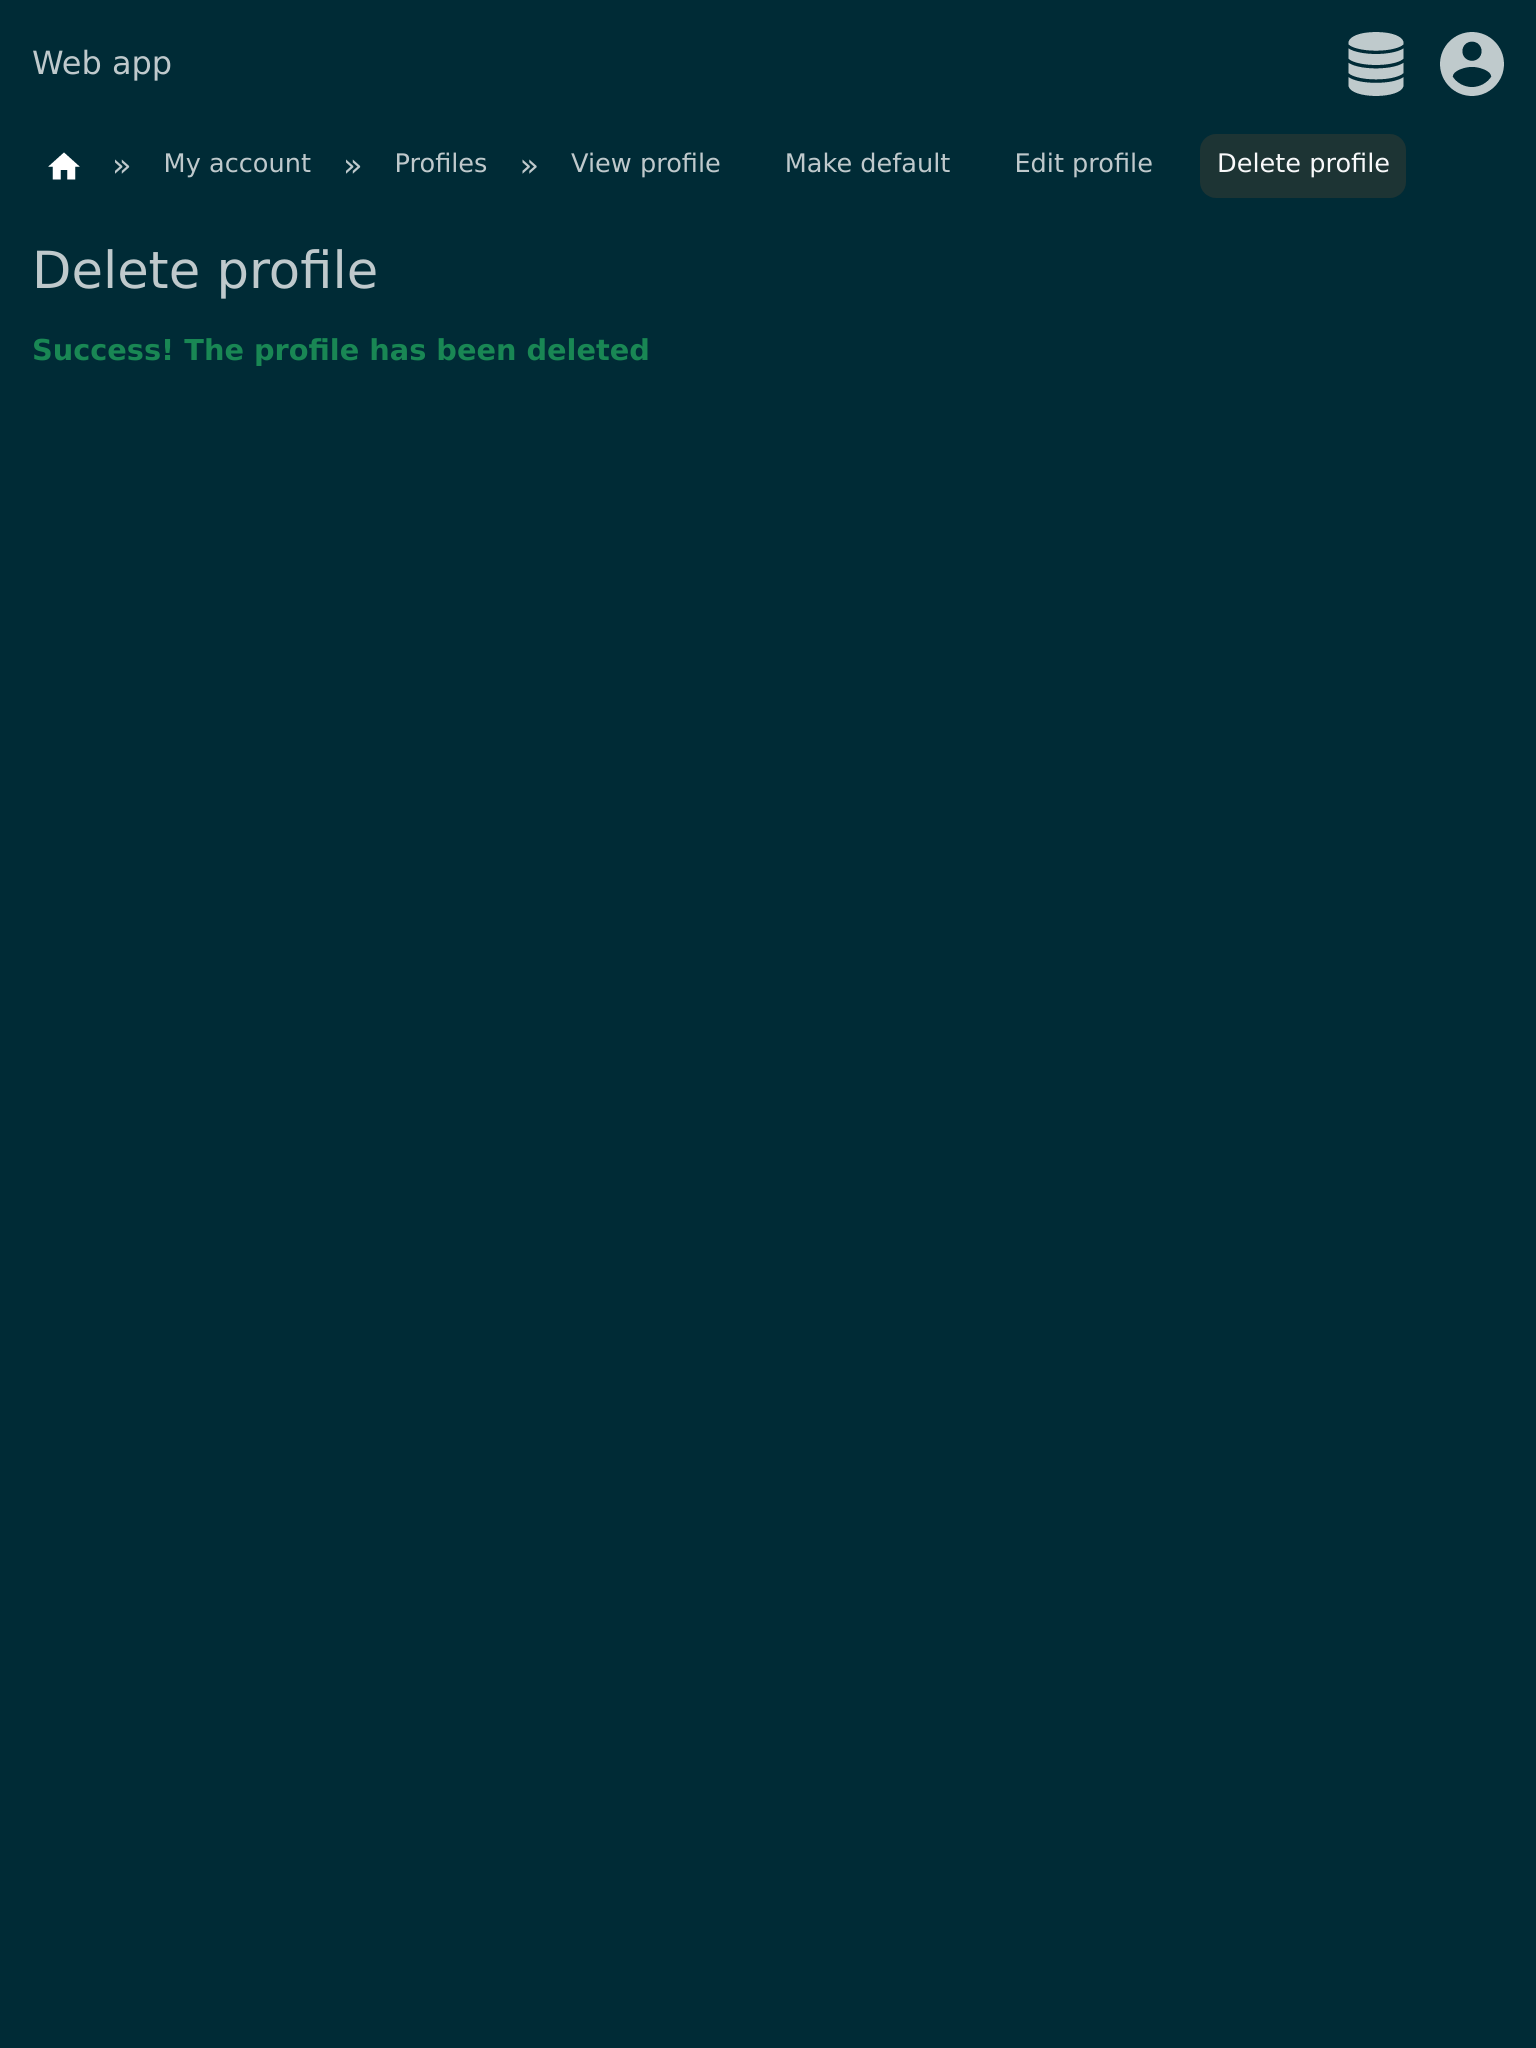 Web app
» My account » Profiles » View profile Make default Edit profile Delete profile
Delete profile
Success! The profile has been deleted